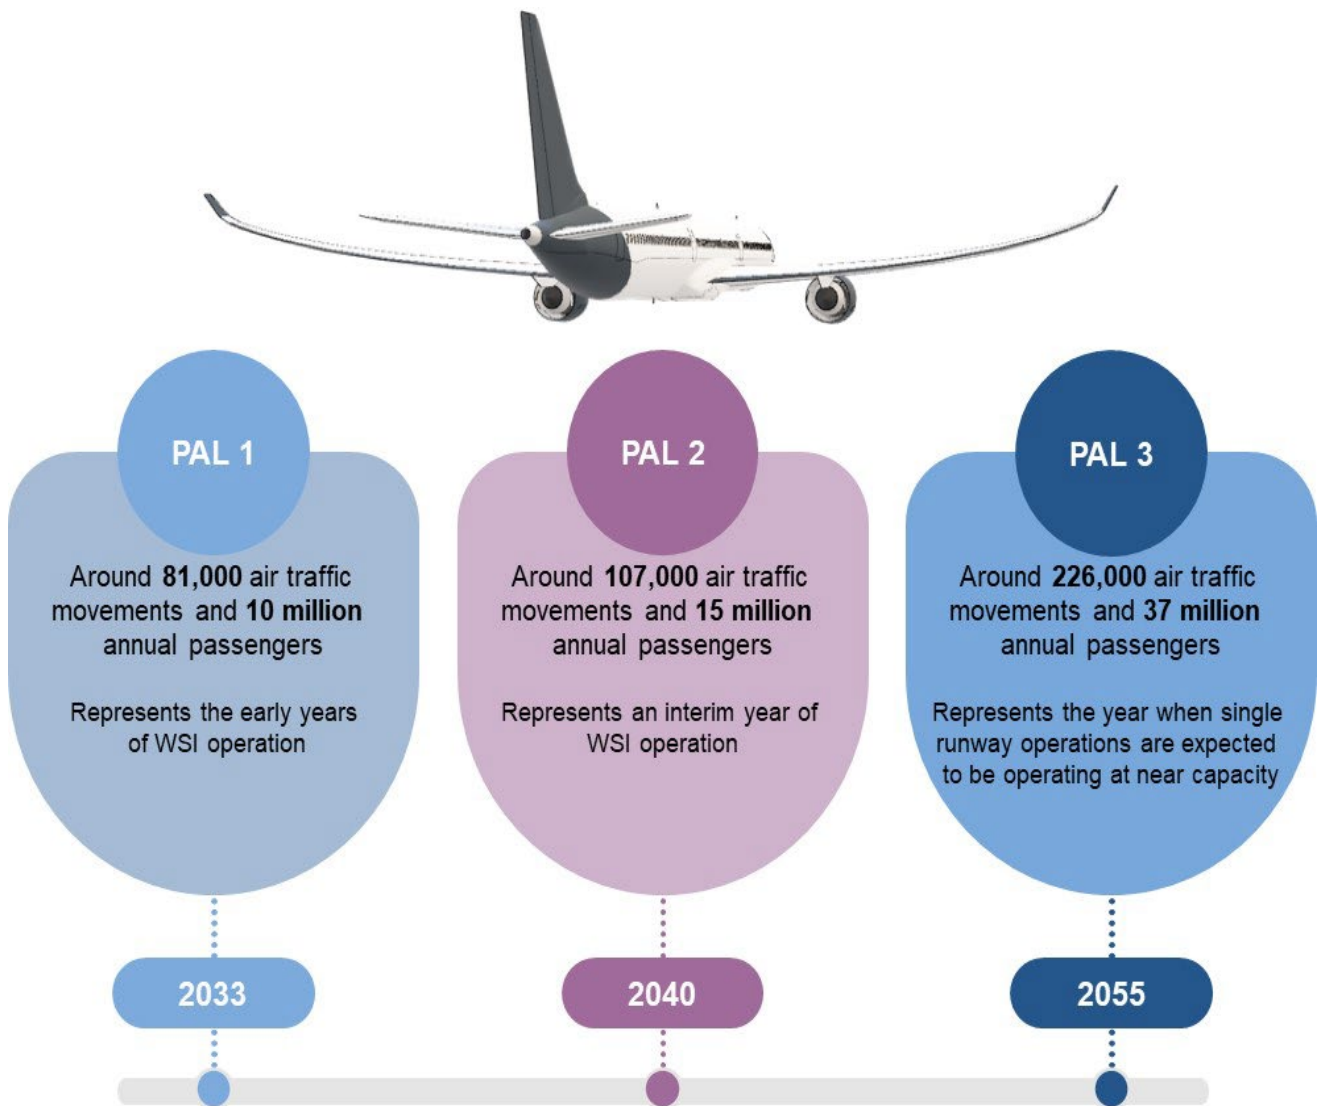 PAL 1
Around 81,000 air traffic
movements and 10 million
annual passengers
Represents the early years
of WSI operation
2033
PAL 2
Around 107,000 air traffic
movements and 15 million
annual passengers
Represents an interim year of
WSI operation
2040
PAL 3
Around 226,000 air traffic
movements and 37 million
annual passengers
Represents the year when single
runway operations are expected
to be operating at near capacity
2055